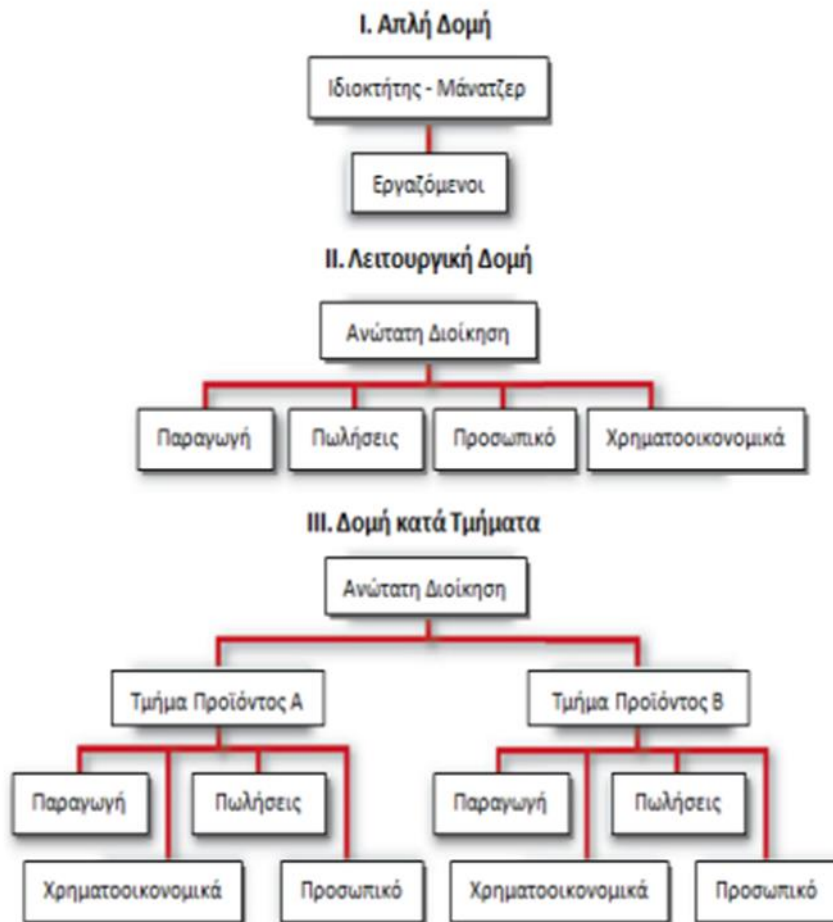 I. Απλή Δομή
Ιδιοκτήτης - Μάνατζερ
Εργαζόμενοι
II. Λειτουργική Δομή
Ανώτατη Διοίκηση
Παραγωγή
Πωλήσεις
Προσωπικό
Χρηματοοικονομικά
III. Δομή κατά Τμήματα
Ανώτατη Διοίκηση
Τμήμα Προϊόντος Α
Τμήμα Προϊόντος Β
Παραγωγή
Πωλήσεις
Παραγωγή
Πωλήσεις
Χρηματοοικονομικά
Προσωπικό
Χρηματοοικονομικά
Προσωπικό